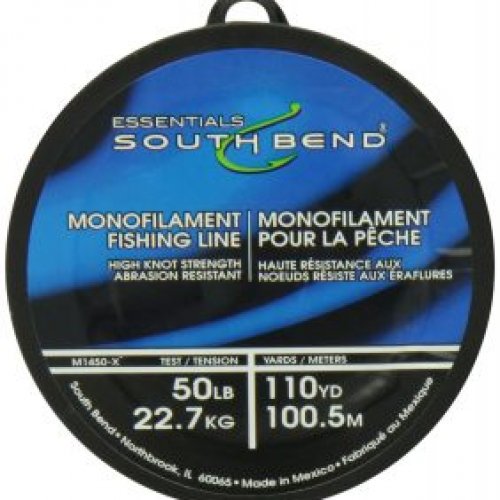 ESSENTIALS
SOUTH BEND®
MONOFILAMENT
FISHING LINE
HIGH KNOT STRENGTH
ABRASION RESISTANT
MONOFILAMENT
POUR LA PÊCHE
HAUTE RÉSISTANCE AUX
NOEUDS RÉSISTE AUX ÉRAFLURES
M1450-X
TEST / TENSION
YARDS / METERS
50LB
110YD
22.7KG
100.5M
South Bend • Northbrook, IL 60065 • Made in Mexico • Fabriqué au Mexique